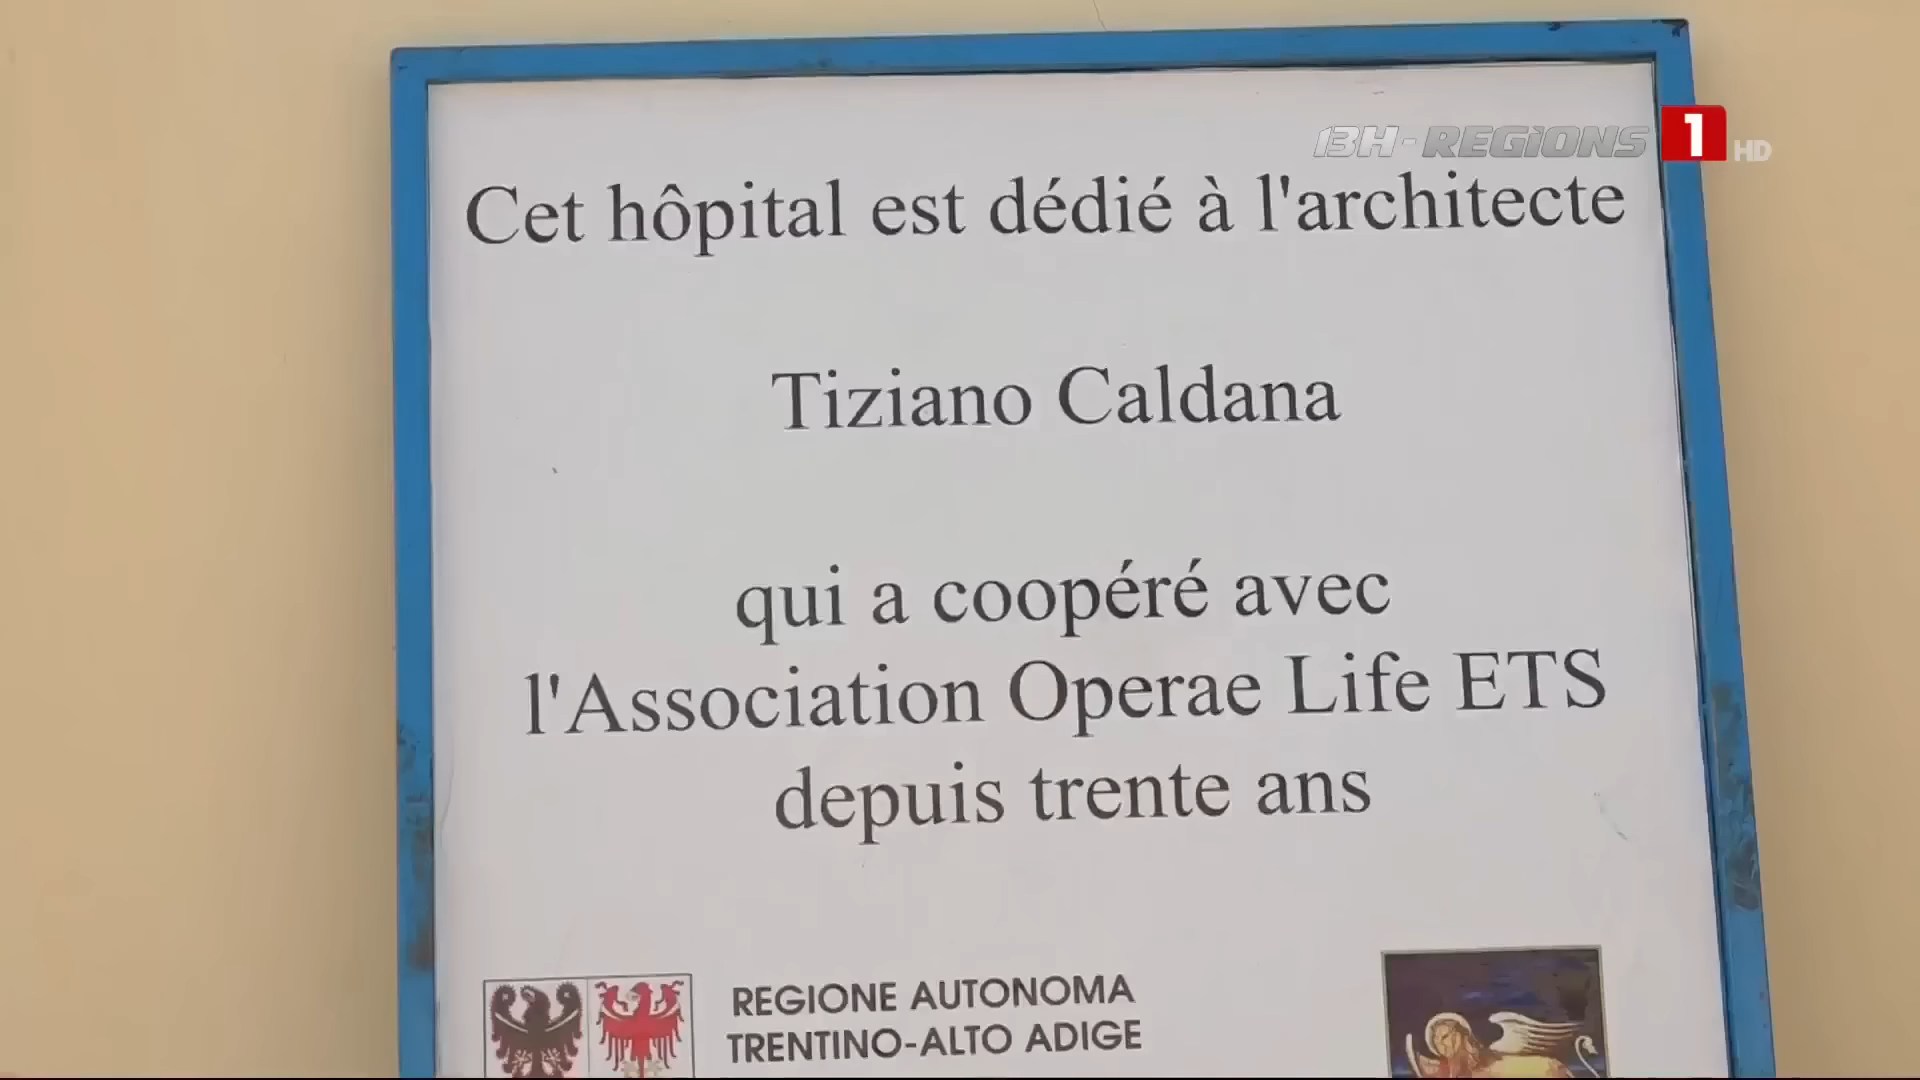 13H-REGIONS 1 HD
Cet hôpital est dédié à l'architecte
Tiziano Caldana
qui a coopéré avec
l'Association Operae Life ETS
depuis trente ans
REGIONE AUTONOMA
TRENTINO-ALTO ADIGE